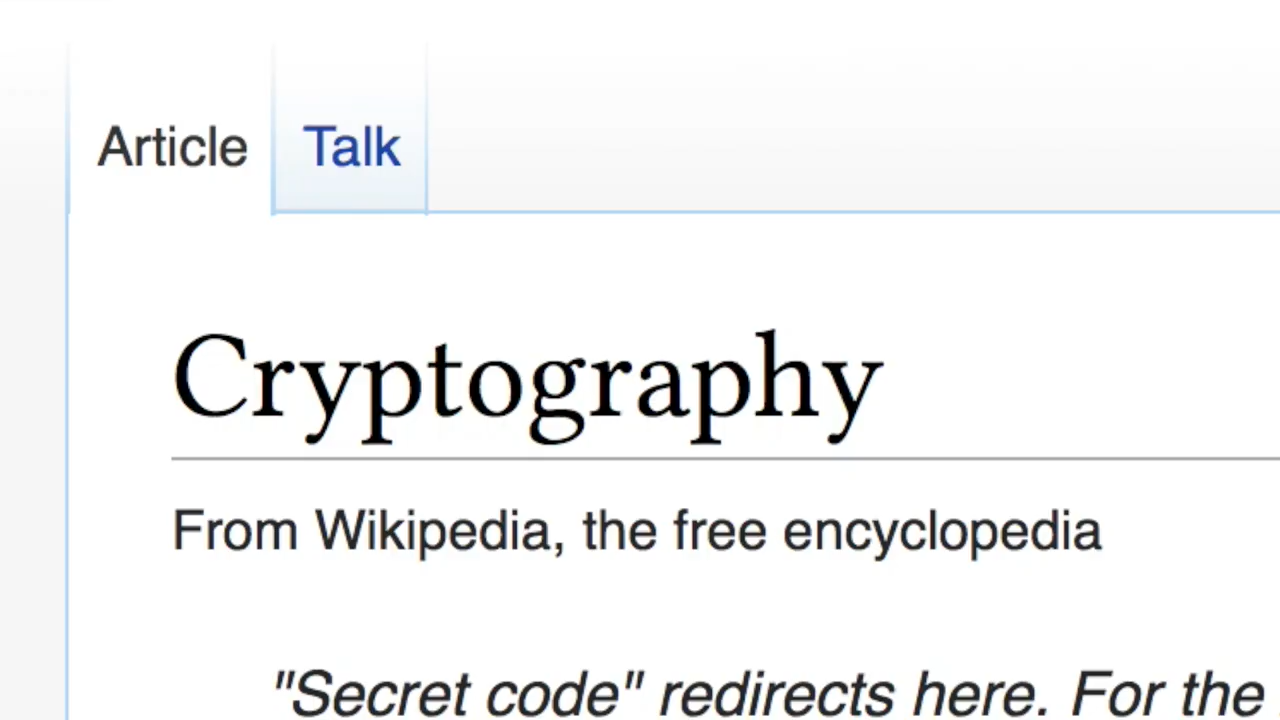 Article Talk
Cryptography
From Wikipedia, the free encyclopedia
"Secret code" redirects here. For the